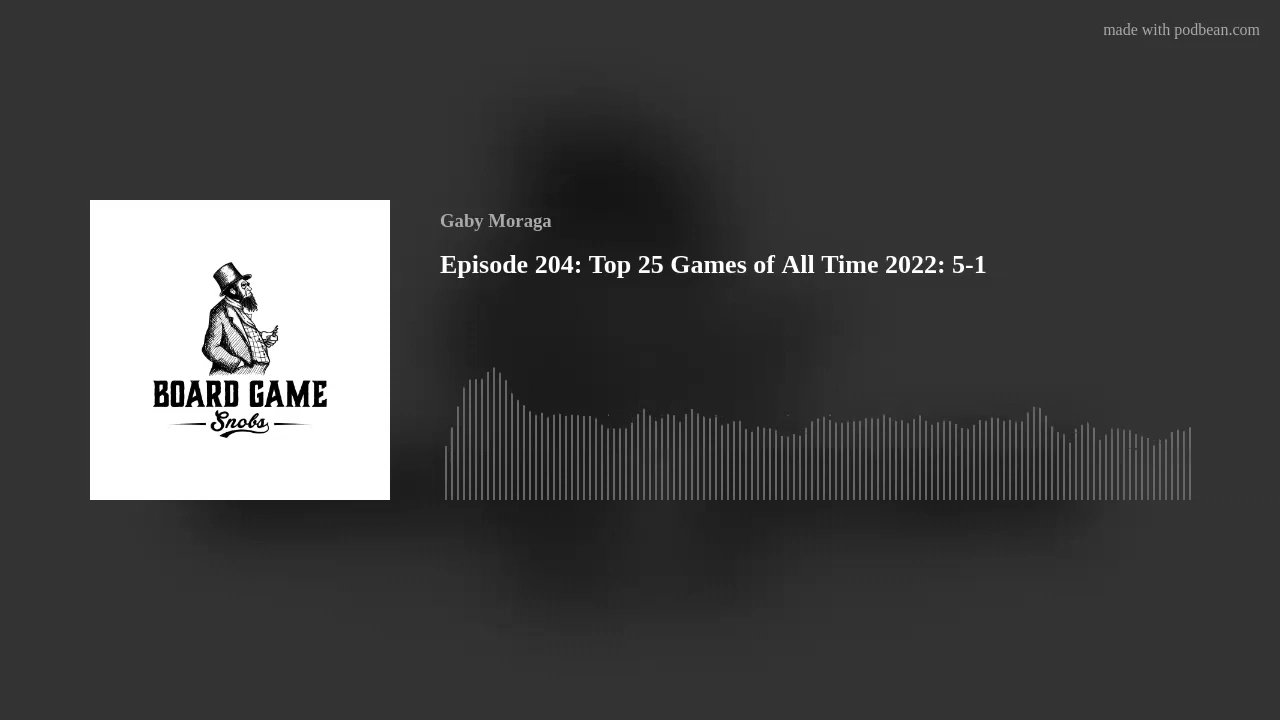 made with podbean.com
Gaby Moraga
Episode 204: Top 25 Games of All Time 2022: 5-1
BOARD GAME
Snobs